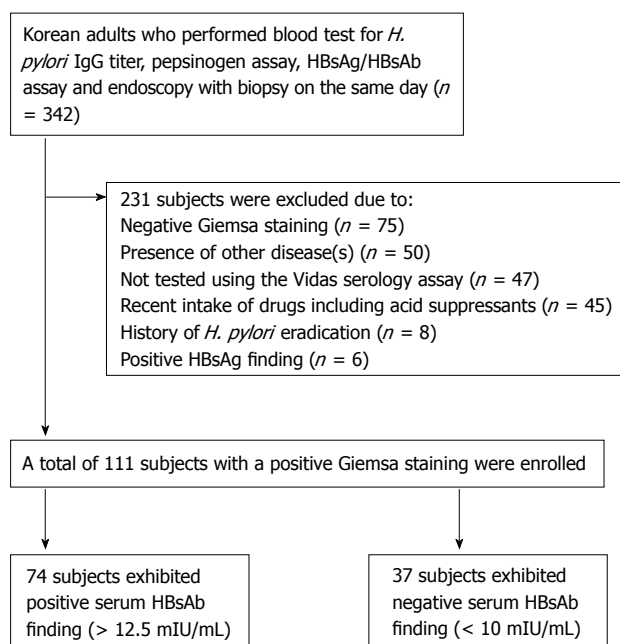 Korean adults who performed blood test for H.
pylori IgG titer, pepsinogen assay, HBsAg/HBsAb
assay and endoscopy with biopsy on the same day (n
= 342)
231 subjects were excluded due to:
Negative Giemsa staining (n = 75)
Presence of other disease(s) (n = 50)
Not tested using the Vidas serology assay (n = 47)
Recent intake of drugs including acid suppressants (n = 45)
History of H. pylori eradication (n = 8)
Positive HBsAg finding (n = 6)
A total of 111 subjects with a positive Giemsa staining were enrolled
74 subjects exhibited
positive serum HBsAb
finding (> 12.5 mIU/mL)
37 subjects exhibited
negative serum HBsAb
finding (< 10 mIU/mL)